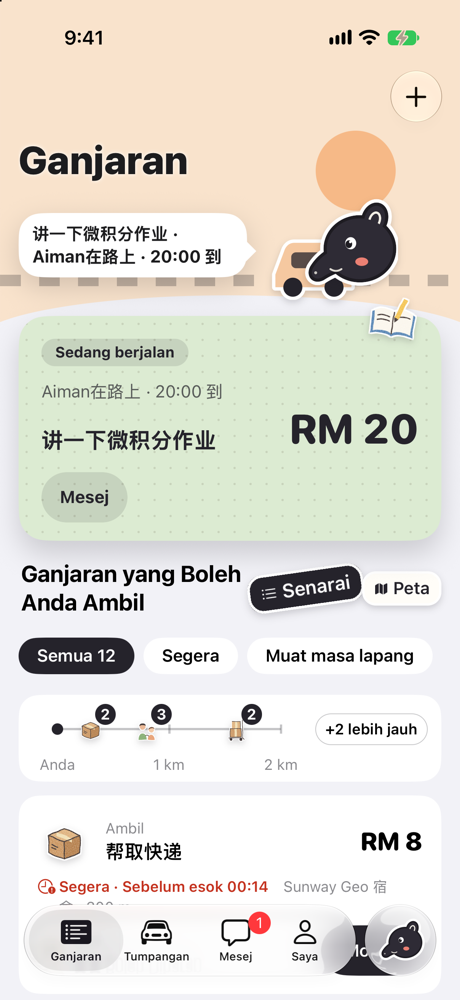 9:41
Ganjaran
讲一下微积分作业 ·
Aiman在路上 · 20:00 到
Sedang berjalan
Aiman在路上 · 20:00 到
讲一下微积分作业
RM 20
Mesej
Ganjaran yang Boleh
Anda Ambil
Senarai
Peta
Semua 12
Segera
Muat masa lapang
2
3
2
+2 lebih jauh
Anda
1 km
2 km
Ambil
帮取快递
RM 8
Segera · Sebelum esok 00:14
Sunway Geo 宿
Ganjaran
Tumpangan
Mesej
1
Saya